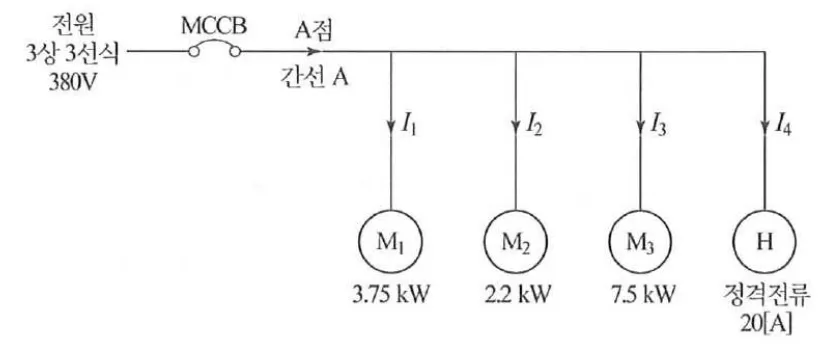 전원
3상 3선식
380V
MCCB
A점
간선 A
I₁
I₂
I₃
I₄
M₁
M₂
M₃
H
3.75 kW
2.2 kW
7.5 kW
정격전류
20[A]